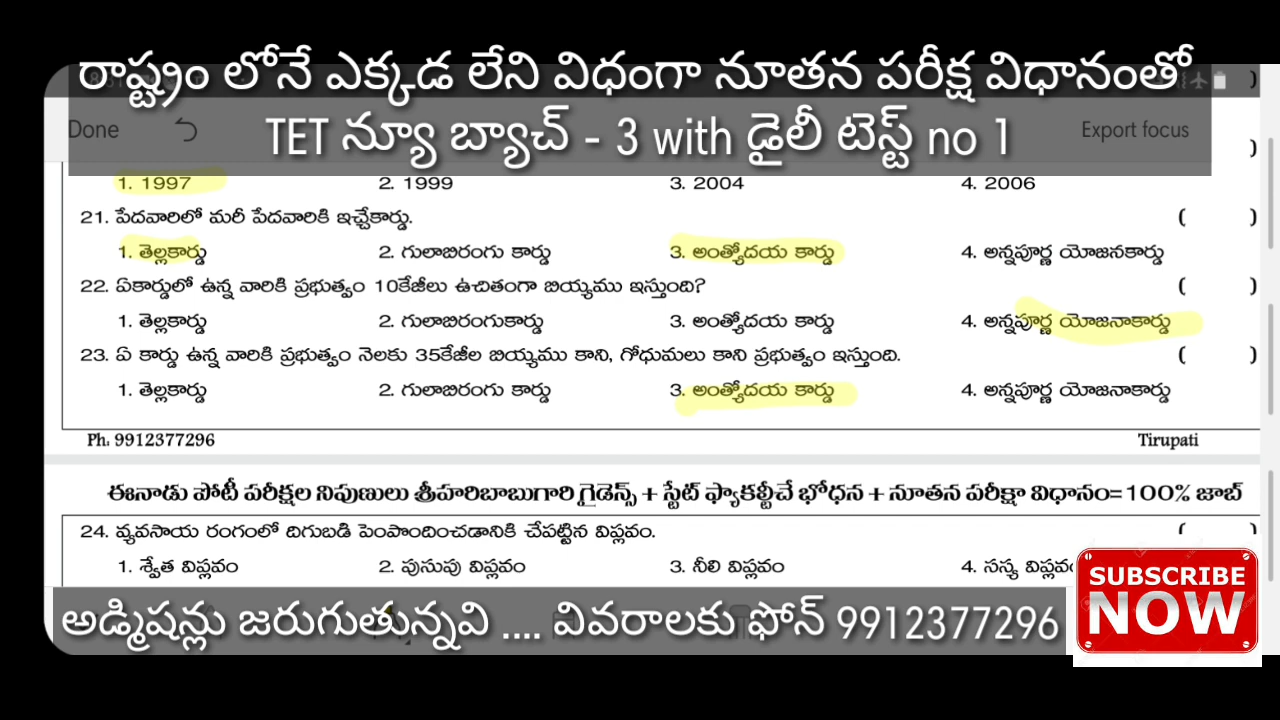 రాష్ట్రం లోనే ఎక్కడ లేని విధంగా నూతన పరీక్ష విధానంతో
TET న్యూ బ్యాచ్ - 3 with డైలీ టెస్ట్ no 1
Done
Export focus
)
)
1. 1997 2. 1999 3. 2004 4. 2006
21. పేదవారిలో మరీ పేదవారికి ఇచ్చేకార్డు. ( )
1. తెల్లకార్డు 2. గులాబిరంగు కార్డు 3. అంత్యోదయ కార్డు 4. అన్నపూర్ణ యోజనకార్డు
22. ఏకార్డులో ఉన్న వారికి ప్రభుత్వం 10కేజీలు ఉచితంగా బియ్యము ఇస్తుంది? ( )
1. తెల్లకార్డు 2. గులాబిరంగుకార్డు 3. అంత్యోదయ కార్డు 4. అన్నపూర్ణ యోజనాకార్డు
23. ఏ కార్డు ఉన్న వారికి ప్రభుత్వం నెలకు 35కేజీల బియ్యము కాని, గోధుమలు కాని ప్రభుత్వం ఇస్తుంది. ( )
1. తెల్లకార్డు 2. గులాబిరంగు కార్డు 3. అంత్యోదయ కార్డు 4. అన్నపూర్ణ యోజనాకార్డు
Ph: 9912377296 Tirupati
ఈనాడు పోటీ పరీక్షల నిపుణులు శ్రీహరిబాబుగారి గైడెన్స్ + స్టేట్ ఫ్యాకల్టీచే భోధన + నూతన పరీక్షా విధానం=100% జాబ్
24. వ్యవసాయ రంగంలో దిగుబడి పెంపొందించడానికి చేపట్టిన విప్లవం. ( )
1. శ్వేత విప్లవం 2. పుసుపు విప్లవం 3. నీలి విప్లవం 4. సస్య విప్లవం
SUBSCRIBE
NOW
అడ్మిషన్లు జరుగుతున్నవి .... వివరాలకు ఫోన్ 9912377296